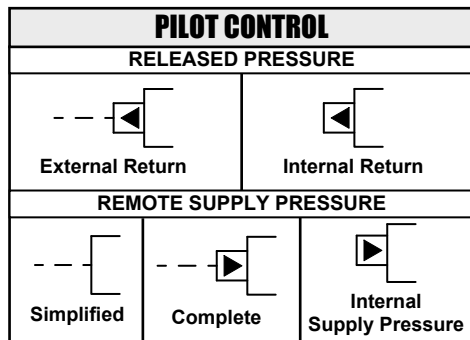 PILOT CONTROL
RELEASED PRESSURE
External Return
Internal Return
REMOTE SUPPLY PRESSURE
Simplified
Complete
Internal
Supply Pressure